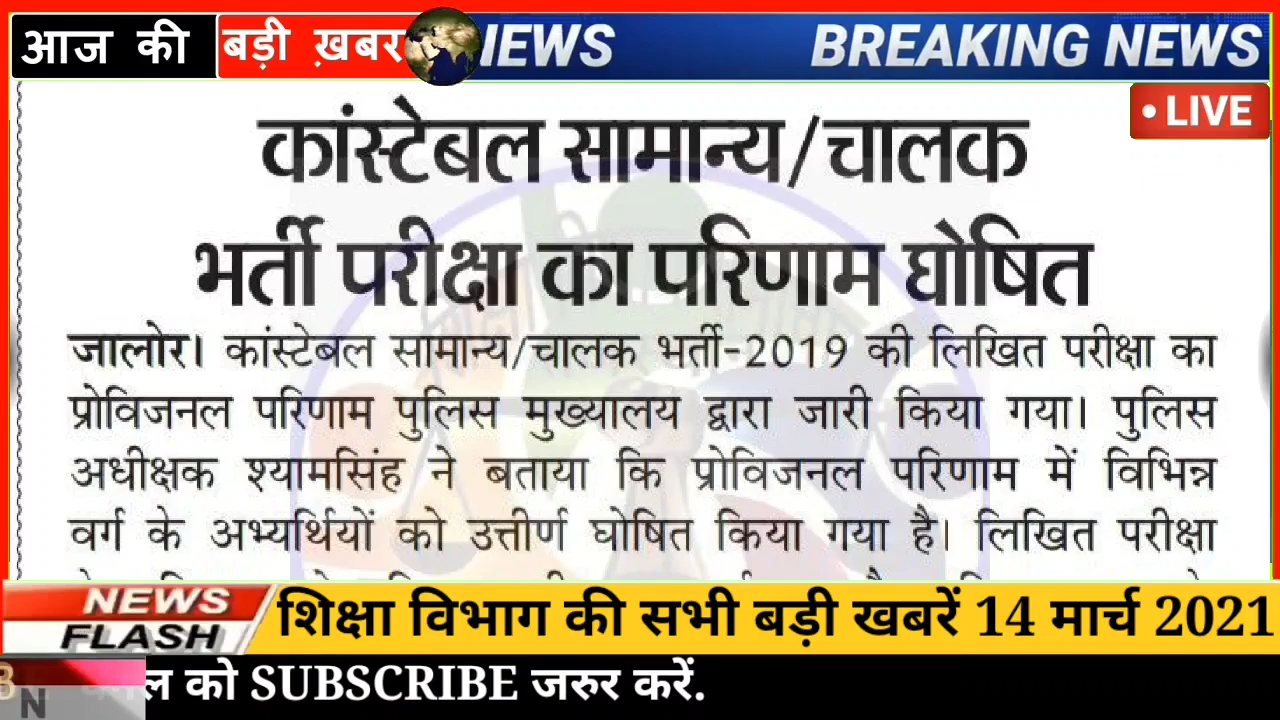 आज की बड़ी ख़बर
NEWS
BREAKING NEWS
• LIVE
कांस्टेबल सामान्य/चालक
भर्ती परीक्षा का परिणाम घोषित
जालोर। कांस्टेबल सामान्य/चालक भर्ती-2019 की लिखित परीक्षा का
प्रोविजनल परिणाम पुलिस मुख्यालय द्वारा जारी किया गया। पुलिस
अधीक्षक श्यामसिंह ने बताया कि प्रोविजनल परिणाम में विभिन्न
वर्ग के अभ्यर्थियों को उत्तीर्ण घोषित किया गया है। लिखित परीक्षा
NEWS
FLASH
शिक्षा विभाग की सभी बड़ी खबरें 14 मार्च 2021
को SUBSCRIBE जरुर करें.
N